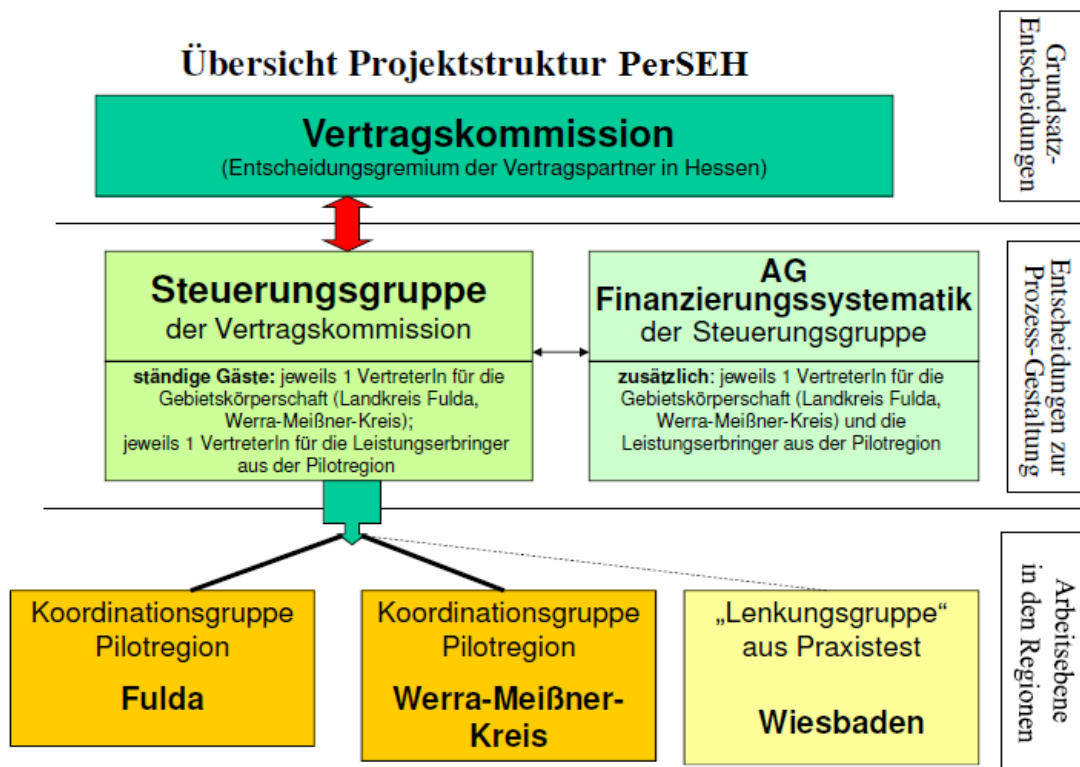 Übersicht Projektstruktur PerSEH
Grundsatz-
Entscheidungen
Vertragskommission
(Entscheidungsgremium der Vertragspartner in Hessen)
Steuerungsgruppe
der Vertragskommission
ständige Gäste: jeweils 1 VertreterIn für die
Gebietskörperschaft (Landkreis Fulda,
Werra-Meißner-Kreis);
jeweils 1 VertreterIn für die Leistungserbringer
aus der Pilotregion
AG
Finanzierungssystematik
der Steuerungsgruppe
zusätzlich: jeweils 1 VertreterIn für die
Gebietskörperschaft (Landkreis Fulda,
Werra-Meißner-Kreis) und die
Leistungserbringer aus der Pilotregion
Entscheidungen zur
Prozess-Gestaltung
Koordinationsgruppe
Pilotregion
Fulda
Koordinationsgruppe
Pilotregion
Werra-Meißner-
Kreis
„Lenkungsgruppe“
aus Praxistest
Wiesbaden
Arbeitsebene
in den Regionen